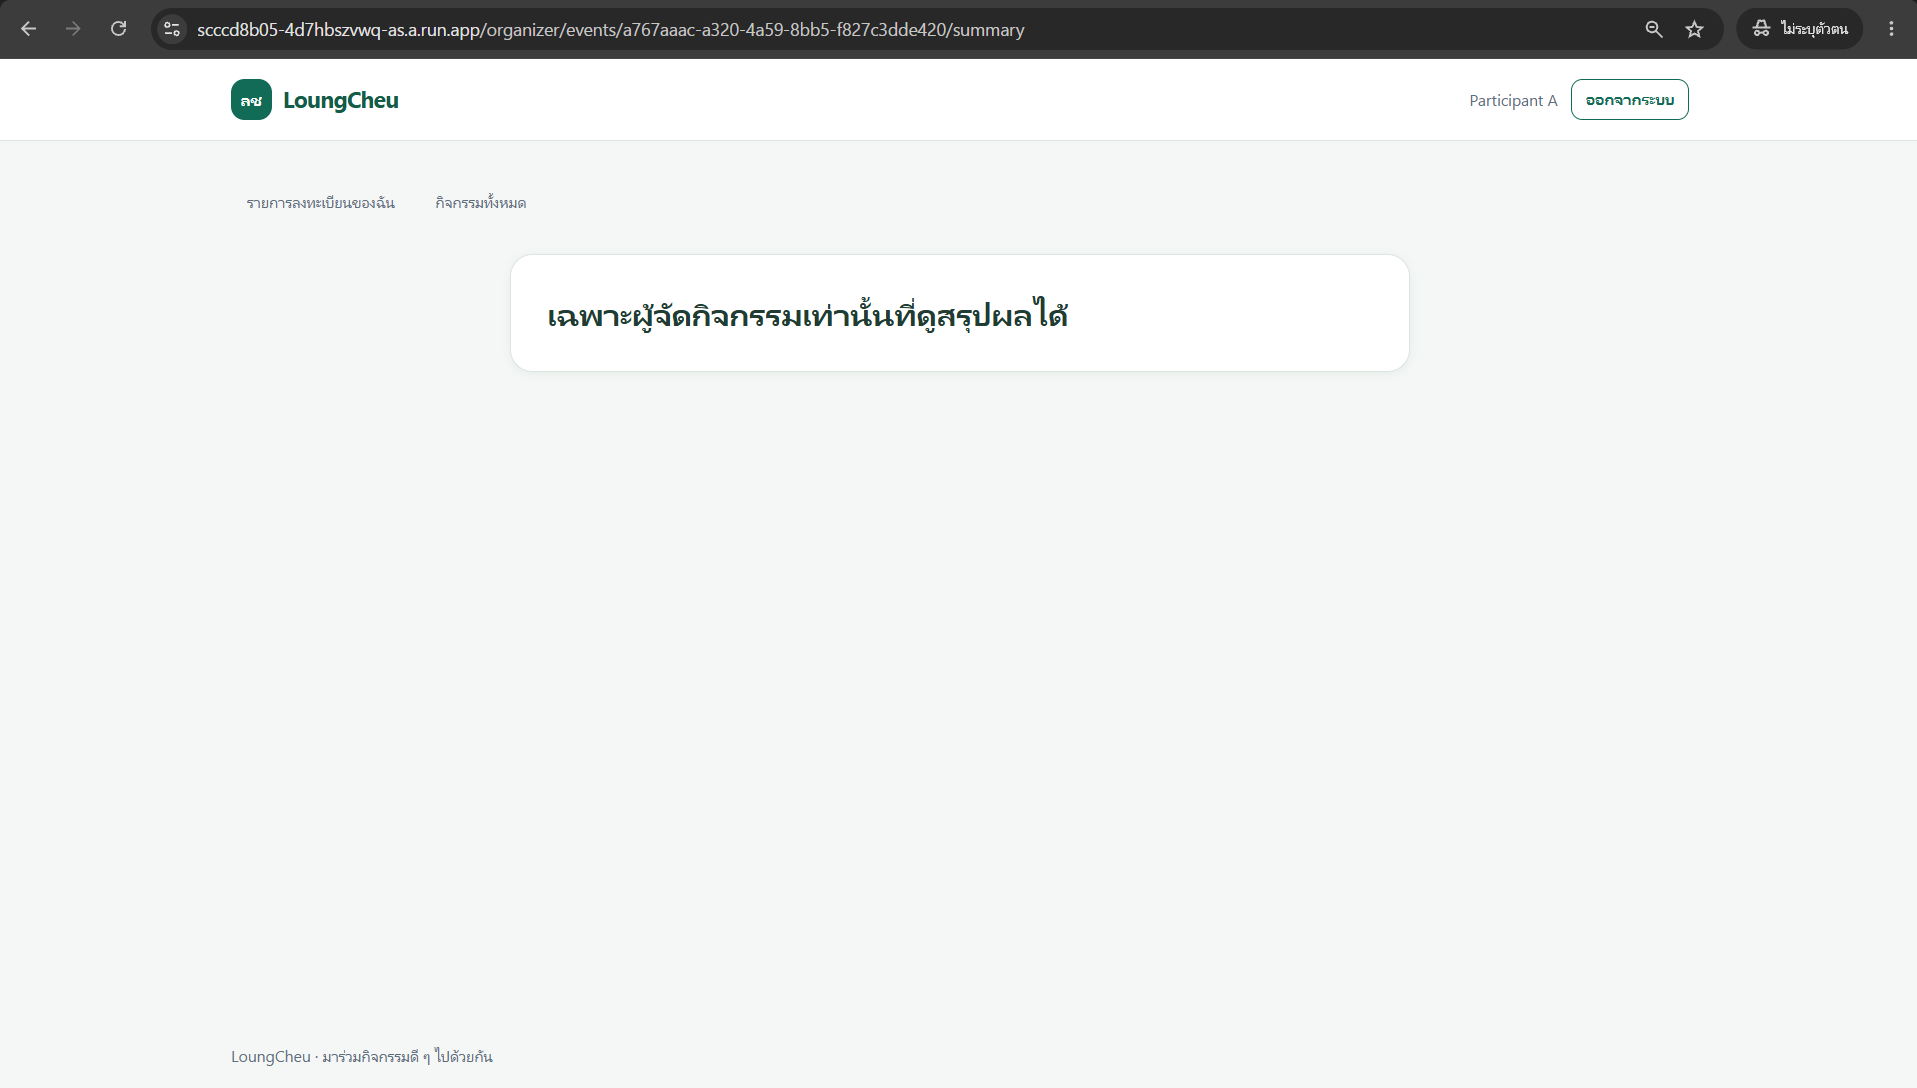 scccd8b05-4d7hbszvwq-as.a.run.app/organizer/events/a767aaac-a320-4a59-8bb5-f827c3dde420/summary
ไม่ระบุตัวตน
ลช LoungCheu
Participant A ออกจากระบบ
รายการลงทะเบียนของฉัน กิจกรรมทั้งหมด
เฉพาะผู้จัดกิจกรรมเท่านั้นที่ดูสรุปผลได้
LoungCheu · มาร่วมกิจกรรมดี ๆ ไปด้วยกัน